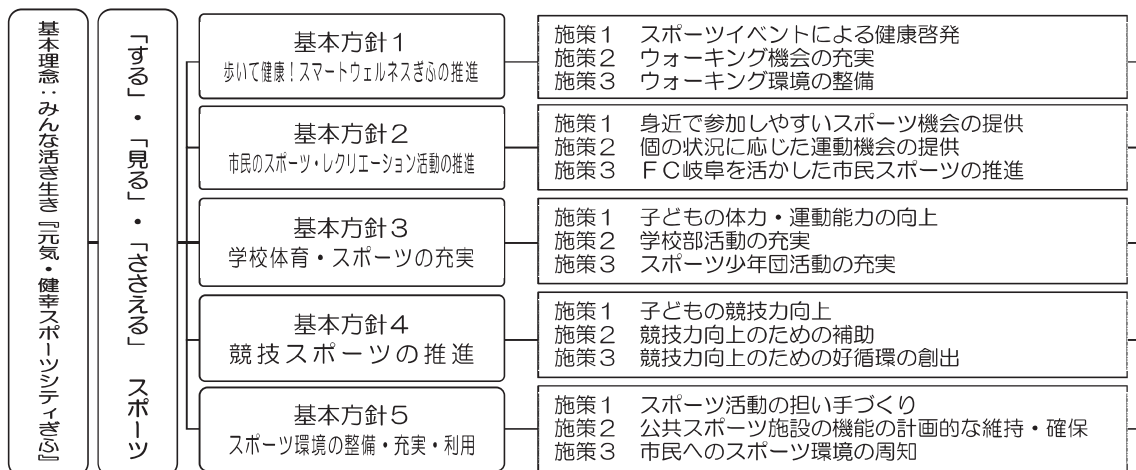 基本理念：みんな活き生き『元気・健幸スポーツシティぎふ』
「する」・「見る」・「ささえる」 スポーツ
基本方針1
歩いて健康！スマートウェルネスぎふの推進
施策1 スポーツイベントによる健康啓発
施策2 ウォーキング機会の充実
施策3 ウォーキング環境の整備
基本方針2
市民のスポーツ・レクリエーション活動の推進
施策1 身近で参加しやすいスポーツ機会の提供
施策2 個の状況に応じた運動機会の提供
施策3 ＦＣ岐阜を活かした市民スポーツの推進
基本方針3
学校体育・スポーツの充実
施策1 子どもの体力・運動能力の向上
施策2 学校部活動の充実
施策3 スポーツ少年団活動の充実
基本方針4
競技スポーツの推進
施策1 子どもの競技力向上
施策2 競技力向上のための補助
施策3 競技力向上のための好循環の創出
基本方針5
スポーツ環境の整備・充実・利用
施策1 スポーツ活動の担い手づくり
施策2 公共スポーツ施設の機能の計画的な維持・確保
施策3 市民へのスポーツ環境の周知